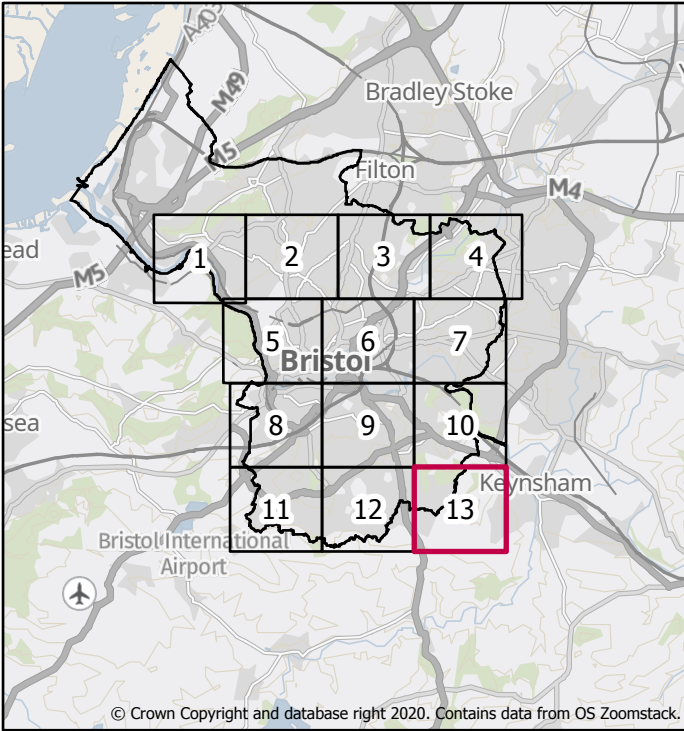 A403
M49
Bradley Stoke
M5
Filton
M4
ead
M5
1
2
3
4
5
6
7
Bristol
sea
8
9
10
Keynsham
11
12
13
Bristol International
Airport
© Crown Copyright and database right 2020. Contains data from OS Zoomstack.